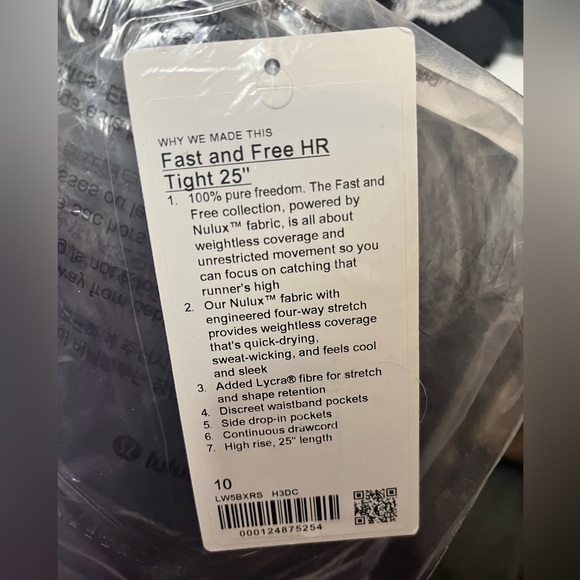 WHY WE MADE THIS
Fast and Free HR
Tight 25"
1. 100% pure freedom. The Fast and
Free collection, powered by
Nulux™ fabric, is all about
weightless coverage and
unrestricted movement so you
can focus on catching that
runner's high
2. Our Nulux™ fabric with
engineered four-way stretch
provides weightless coverage
that's quick-drying,
sweat-wicking, and feels cool
and sleek
3. Added Lycra® fibre for stretch
and shape retention
4. Discreet waistband pockets
5. Side drop-in pockets
6. Continuous drawcord
7. High rise, 25" length
10
LW5BXRS H3DC
000124875254